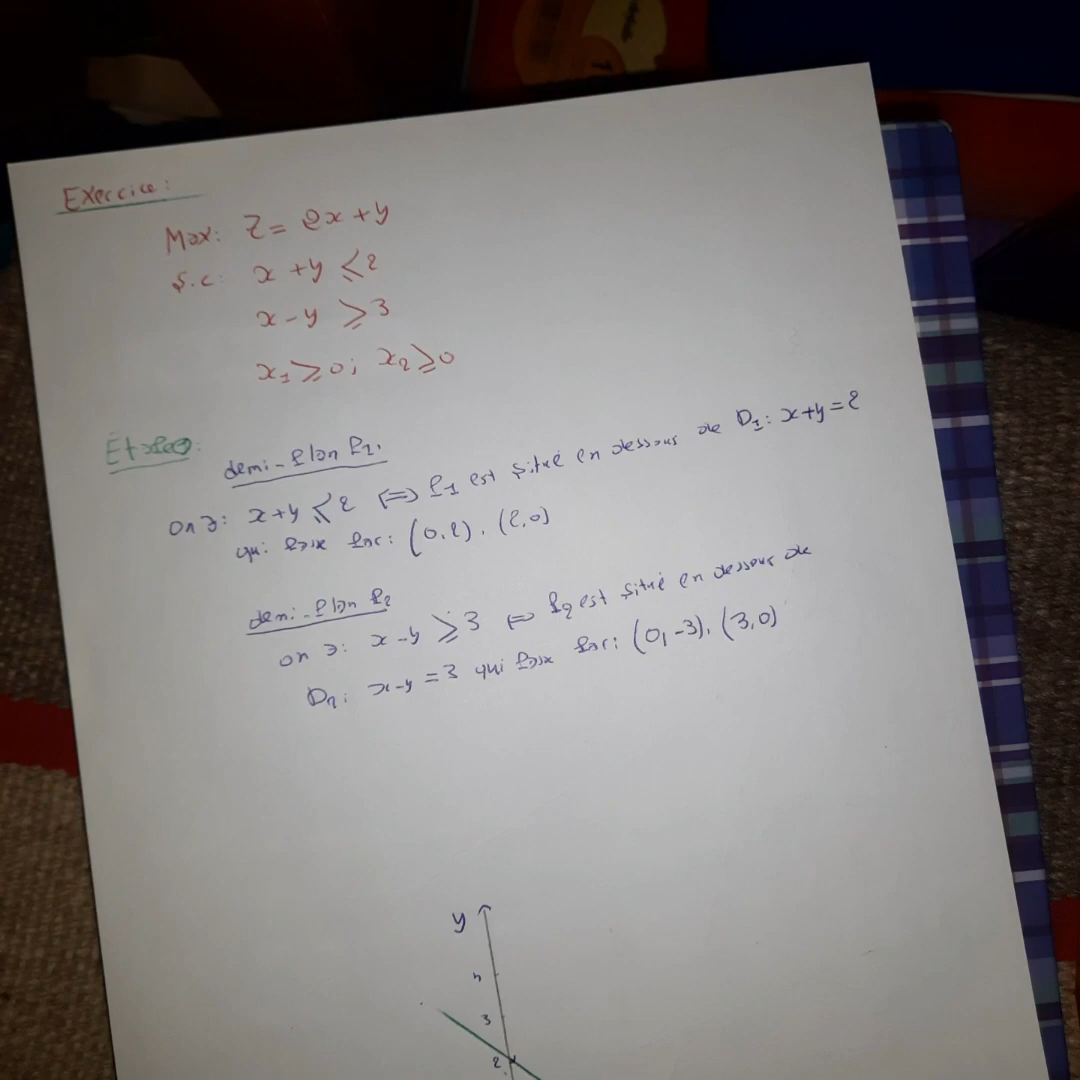 Exercice:
Max: Z = 2x + y
S.c: x + y ⩽ 2
x - y ⩾ 3
x₁ ⩾ 0; x₂ ⩾ 0
Étape:
demi-plan P₁.
on a: x + y ⩽ 2 ⇔ P₁ est situé en dessous de D₁: x+y = 2
qui passe par: (0,2), (2,0)
demi-plan P₂
on a: x - y ⩾ 3 ⇔ P₂ est situé en dessous de
D₂: x-y = 3 qui passe par: (0,-3), (3,0)
y
4
3
2